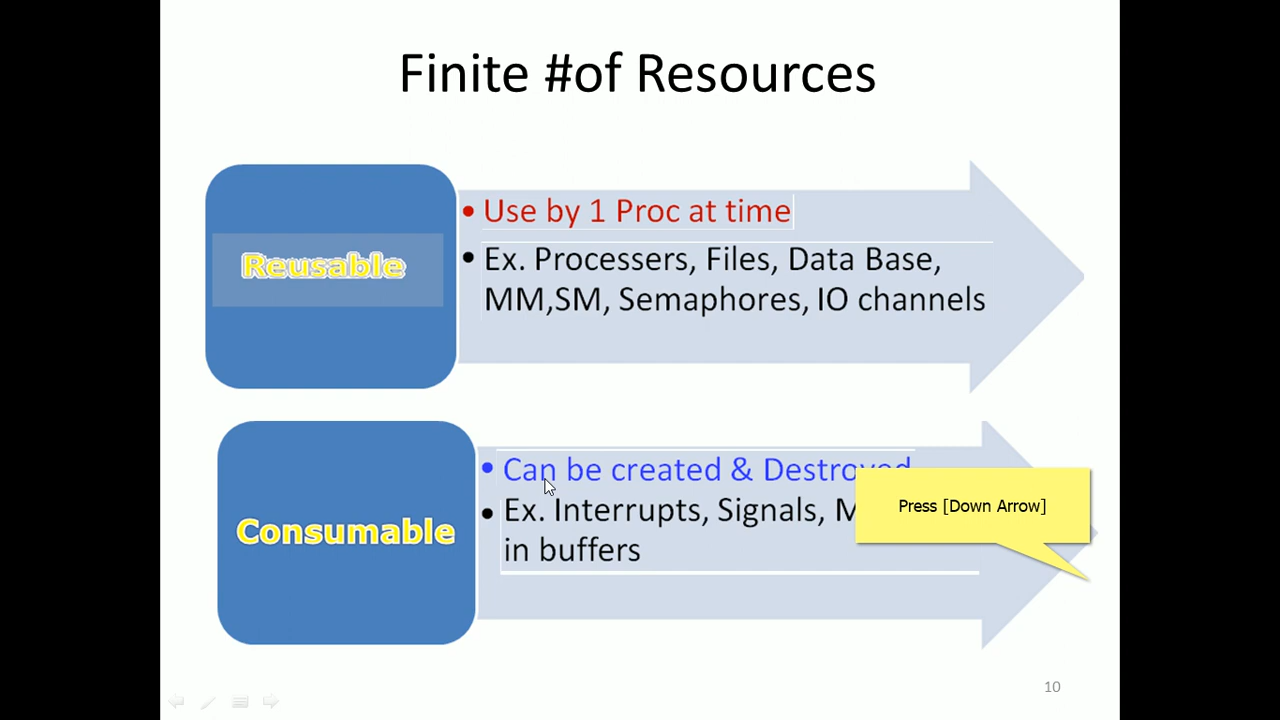 Finite #of Resources
Reusable
• Use by 1 Proc at time
• Ex. Processers, Files, Data Base,
MM,SM, Semaphores, IO channels
Consumable
• Can be created & Destroyed
• Ex. Interrupts, Signals,
in buffers
Press [Down Arrow]
10